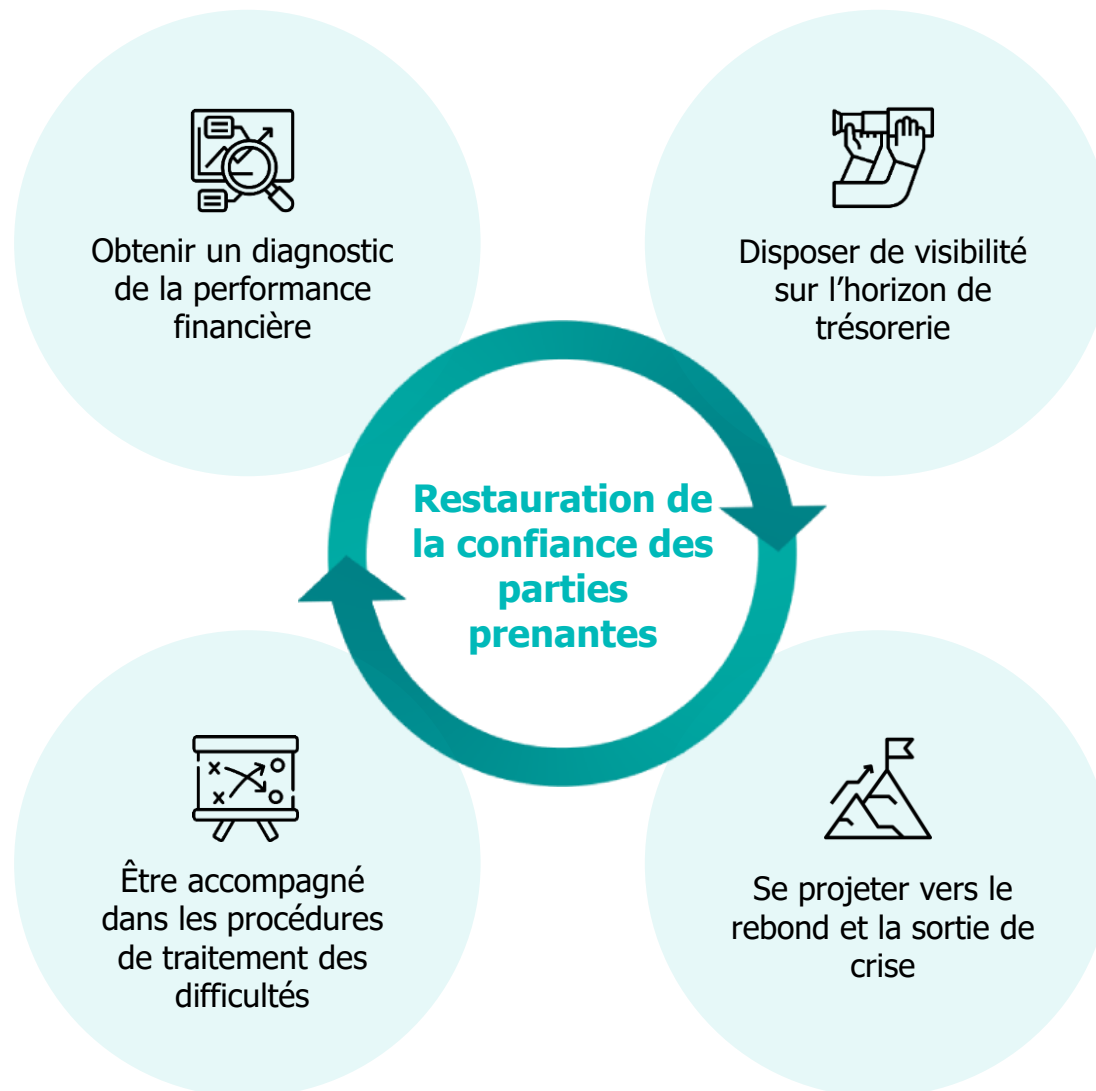 Obtenir un diagnostic
de la performance
financière
Disposer de visibilité
sur l’horizon de
trésorerie
Restauration de
la confiance des
parties
prenantes
Être accompagné
dans les procédures
de traitement des
difficultés
Se projeter vers le
rebond et la sortie de
crise